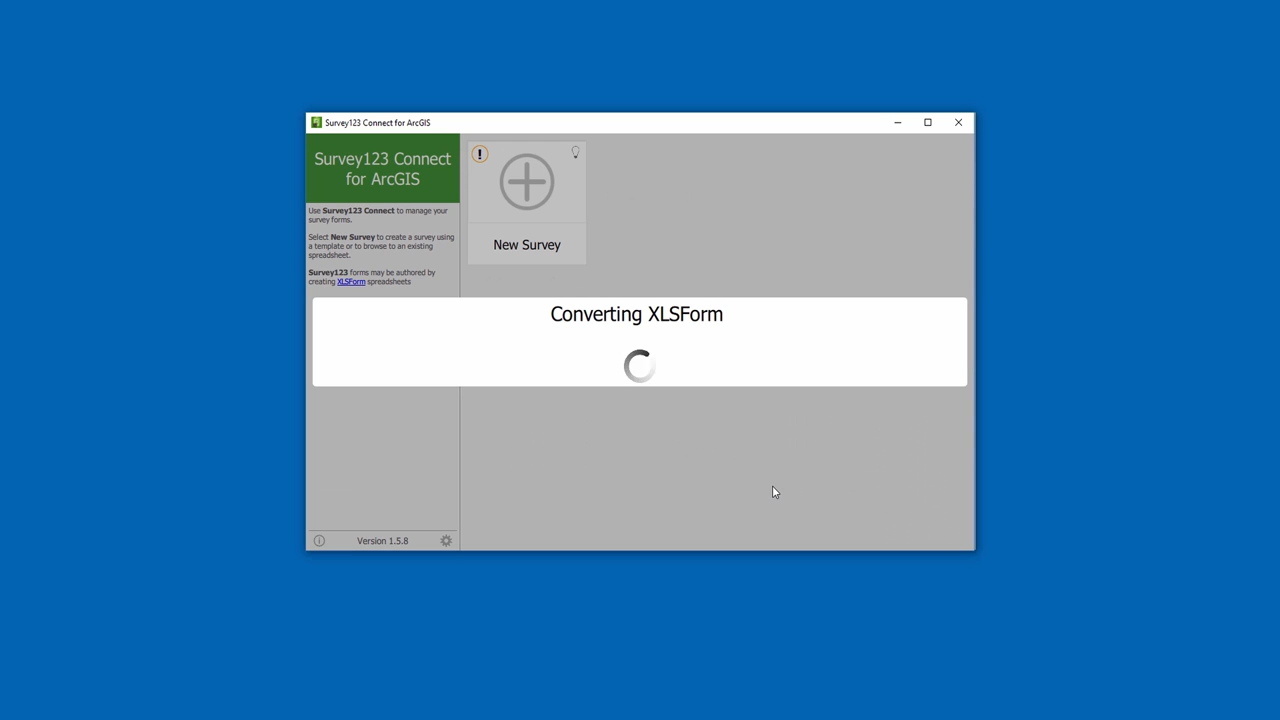 Survey123 Connect for ArcGIS
Survey123 Connect
for ArcGIS
Use Survey123 Connect to manage your
survey forms.
Select New Survey to create a survey using
a template or to browse to an existing
spreadsheet.
Survey123 forms may be authored by
creating XLSForm spreadsheets
New Survey
Converting XLSForm
Version 1.5.8